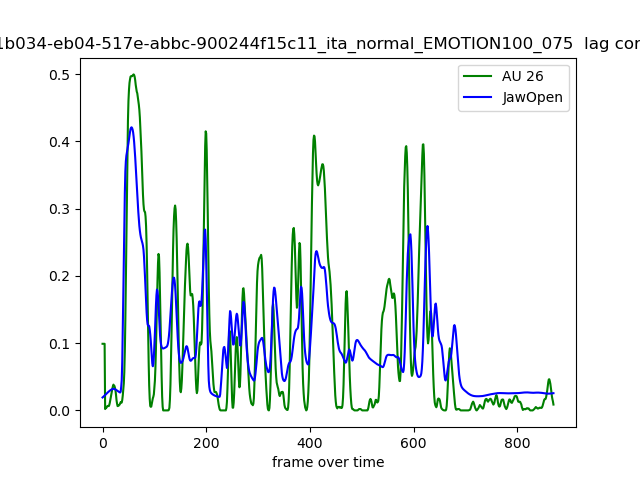 1b034-eb04-517e-abbc-900244f15c11_ita_normal_EMOTION100_075 lag cor
AU 26
JawOpen
0.5
0.4
0.3
0.2
0.1
0.0
0 200 400 600 800
frame over time